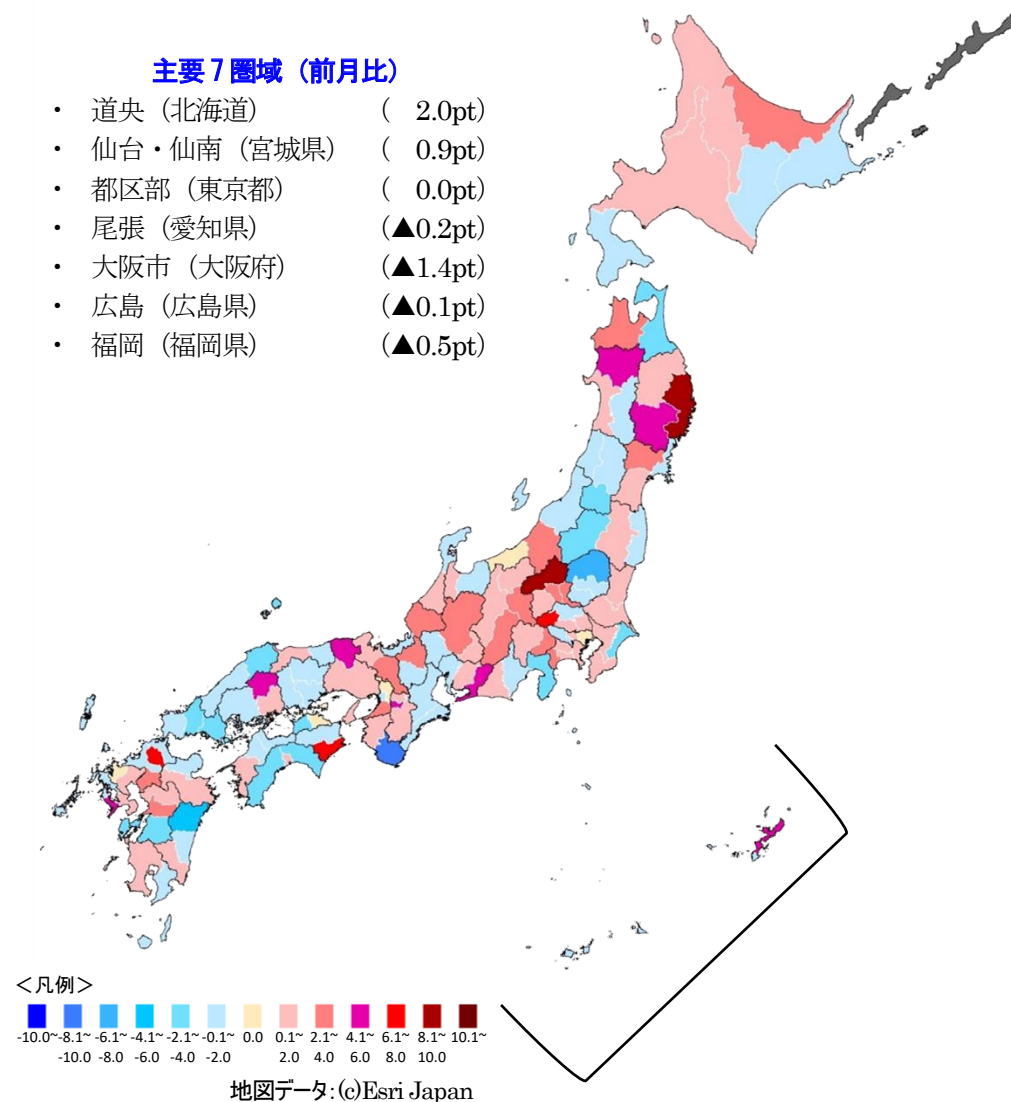 主要7圏域（前月比）
・ 道央（北海道） （ 2.0pt）
・ 仙台・仙南（宮城県） （ 0.9pt）
・ 都区部（東京都） （ 0.0pt）
・ 尾張（愛知県） （▲0.2pt）
・ 大阪市（大阪府） （▲1.4pt）
・ 広島（広島県） （▲0.1pt）
・ 福岡（福岡県） （▲0.5pt）
＜凡例＞
-10.0~ -8.1~ -6.1~ -4.1~ -2.1~ -0.1~ 0.0 0.1~ 2.1~ 4.1~ 6.1~ 8.1~ 10.1~
-10.0 -8.0 -6.0 -4.0 -2.0 2.0 4.0 6.0 8.0 10.0
地図データ：(c)Esri Japan